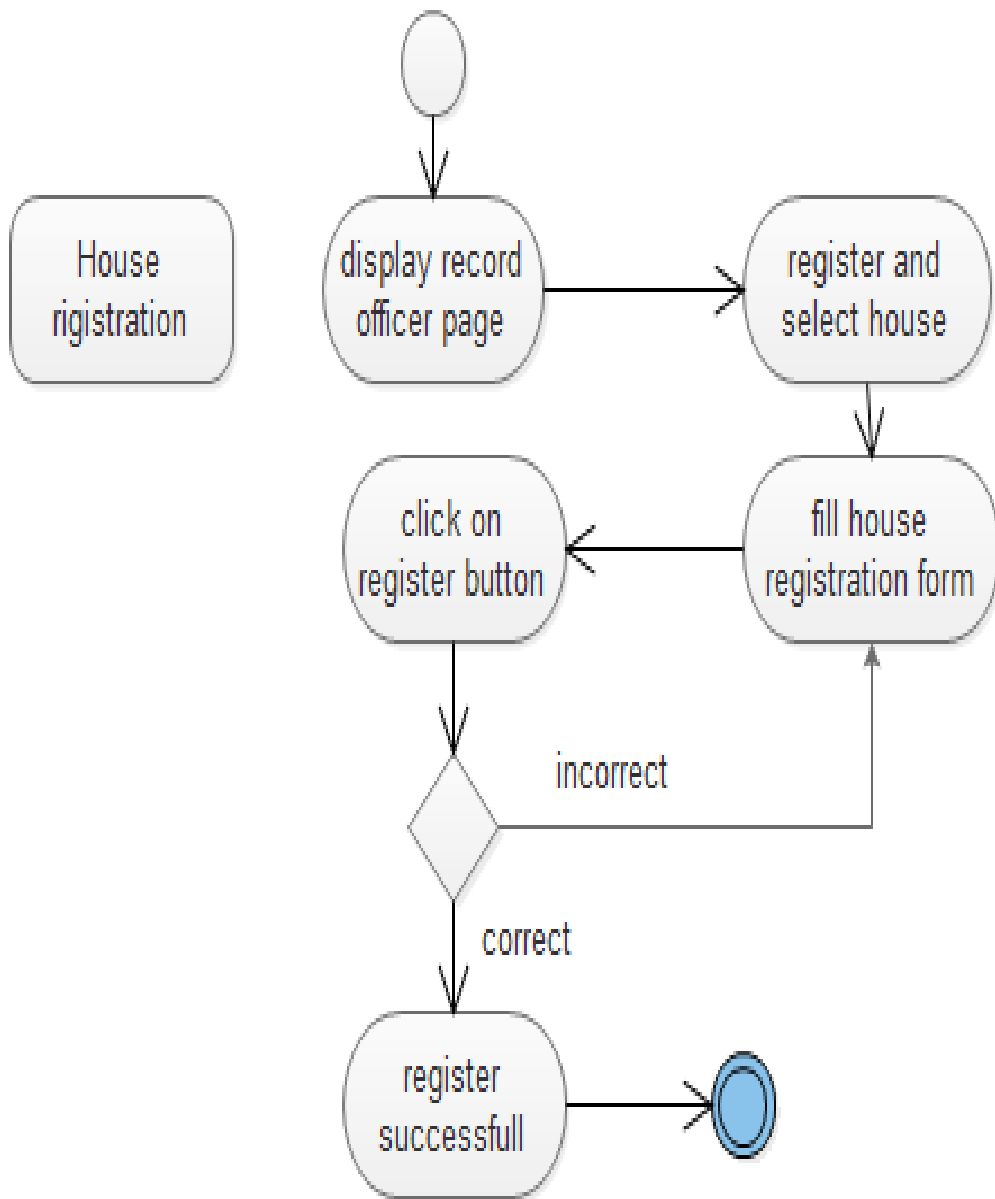 House
rigistration
display record
officer page
register and
select house
fill house
registration form
click on
register button
incorrect
correct
register
successfull